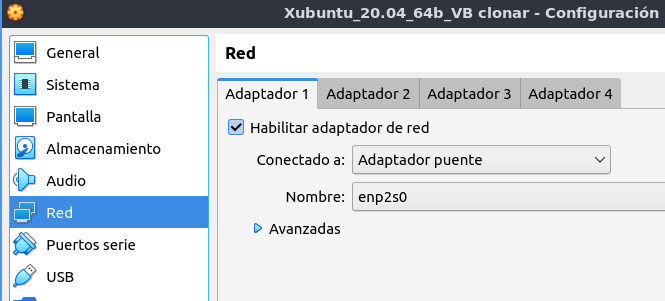 Xubuntu_20.04_64b_VB clonar - Configuración
General
Sistema
Pantalla
Almacenamiento
Audio
Red
Puertos serie
USB
Red
Adaptador 1 Adaptador 2 Adaptador 3 Adaptador 4
Habilitar adaptador de red
Conectado a: Adaptador puente
Nombre: enp2s0
Avanzadas